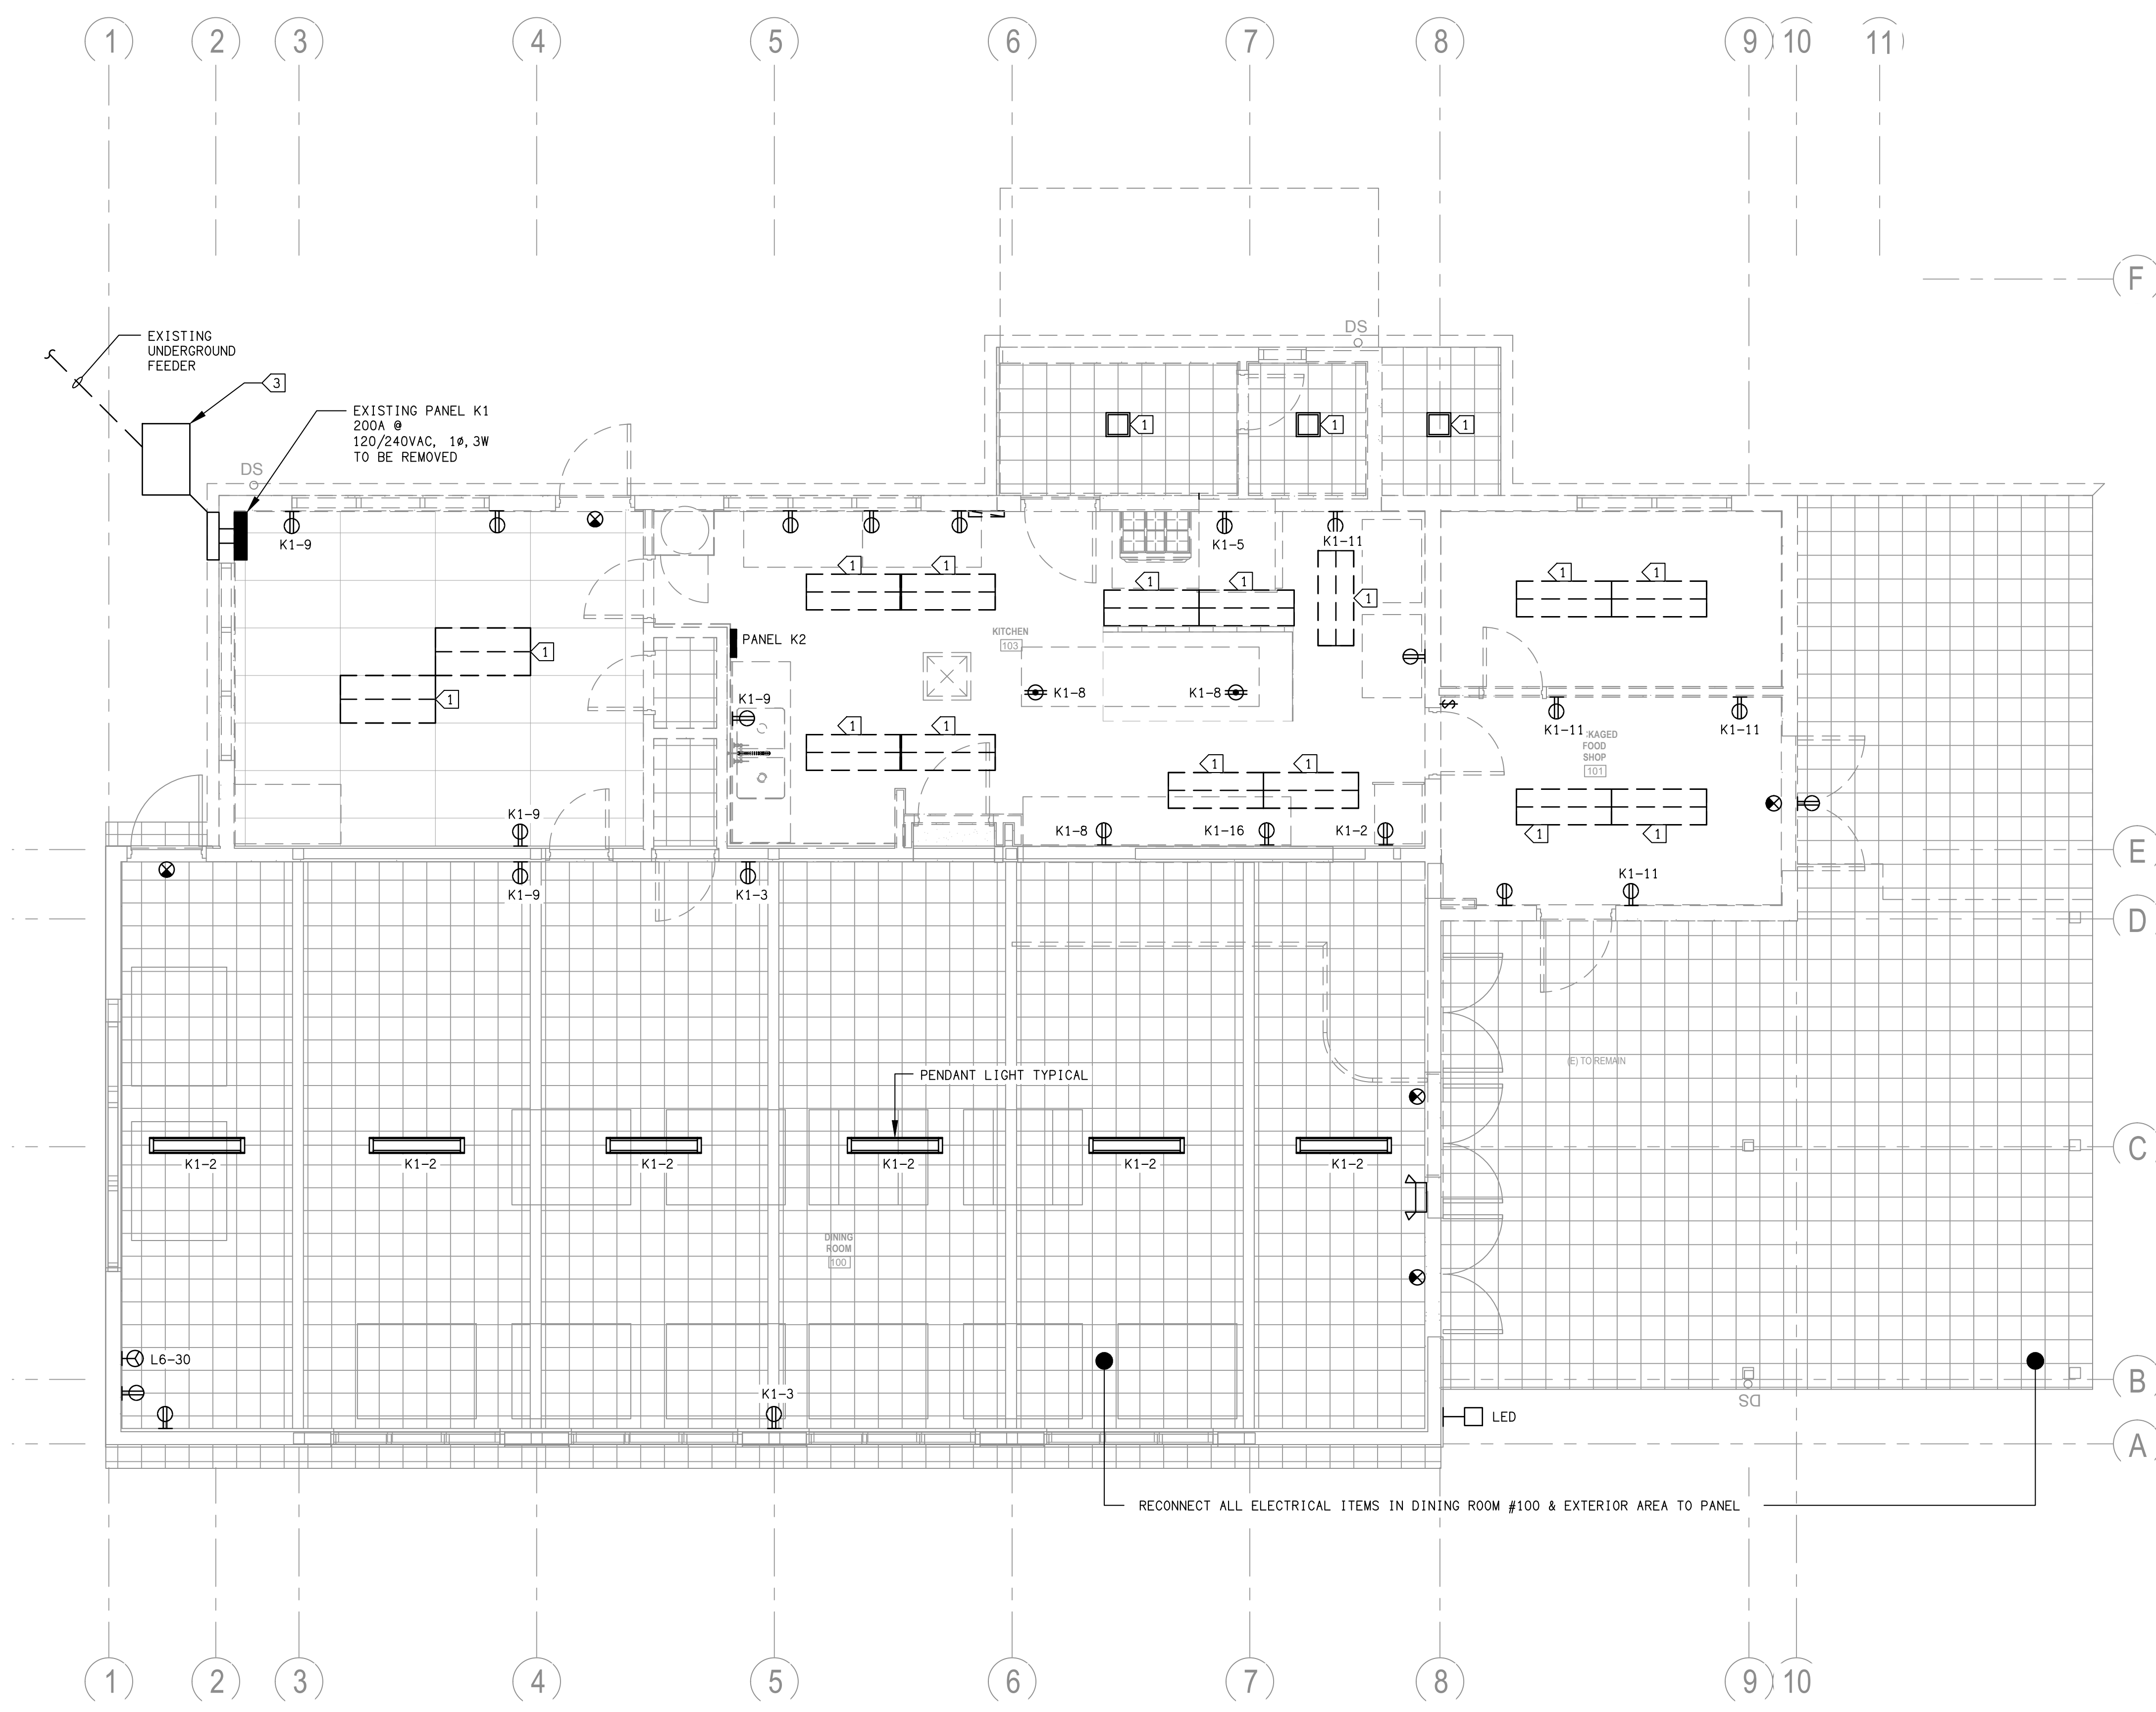 1 2 3 4 5 6 7 8 9 10 11
F
DS
EXISTING
UNDERGROUND
FEEDER
3
EXISTING PANEL K1
200A @
120/240VAC, 1ø,3W
TO BE REMOVED
1 1 1
DS
K1-9
K1-5
K1-11
1 1
1 1
1
1 1
KITCHEN
103
PANEL K2
1
1
K1-9
K1-8
K1-8
K1-11
K1-11
:KAGED
FOOD
SHOP
101
1 1
1 1
K1-9
K1-8
K1-16
K1-2
1 1
E
K1-9
K1-3
K1-11
D
(E) TO REMAIN
PENDANT LIGHT TYPICAL
C
K1-2
K1-2
K1-2
K1-2
K1-2
K1-2
DINING
ROOM
100
L6-30
B
K1-3
DS
LED
A
RECONNECT ALL ELECTRICAL ITEMS IN DINING ROOM #100 & EXTERIOR AREA TO PANEL
1 2 3 4 5 6 7 8 9 10